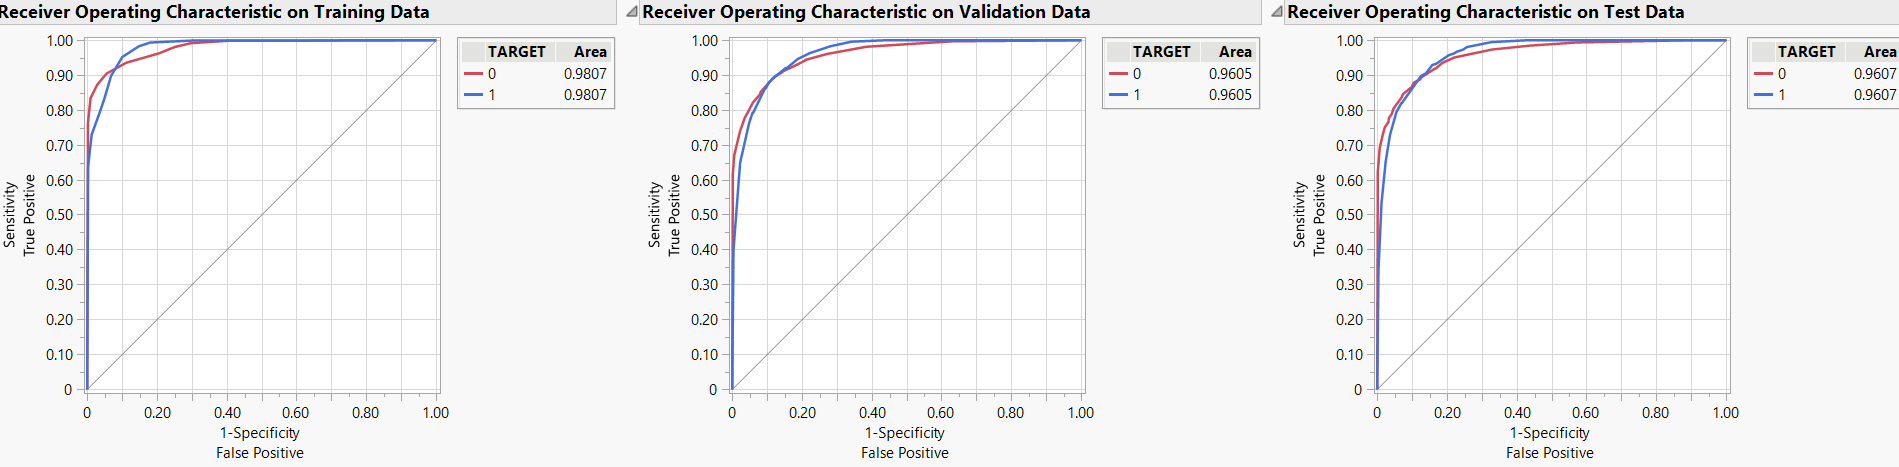 Receiver Operating Characteristic on Training Data
1.00
0.90
0.80
0.70
0.60
0.50
0.40
0.30
0.20
0.10
0
Sensitivity
True Positive
0 0.20 0.40 0.60 0.80 1.00
1-Specificity
False Positive
TARGET Area
0 0.9807
1 0.9807
Receiver Operating Characteristic on Validation Data
1.00
0.90
0.80
0.70
0.60
0.50
0.40
0.30
0.20
0.10
0
Sensitivity
True Positive
0 0.20 0.40 0.60 0.80 1.00
1-Specificity
False Positive
TARGET Area
0 0.9605
1 0.9605
Receiver Operating Characteristic on Test Data
1.00
0.90
0.80
0.70
0.60
0.50
0.40
0.30
0.20
0.10
0
Sensitivity
True Positive
0 0.20 0.40 0.60 0.80 1.00
1-Specificity
False Positive
TARGET Area
0 0.9607
1 0.9607